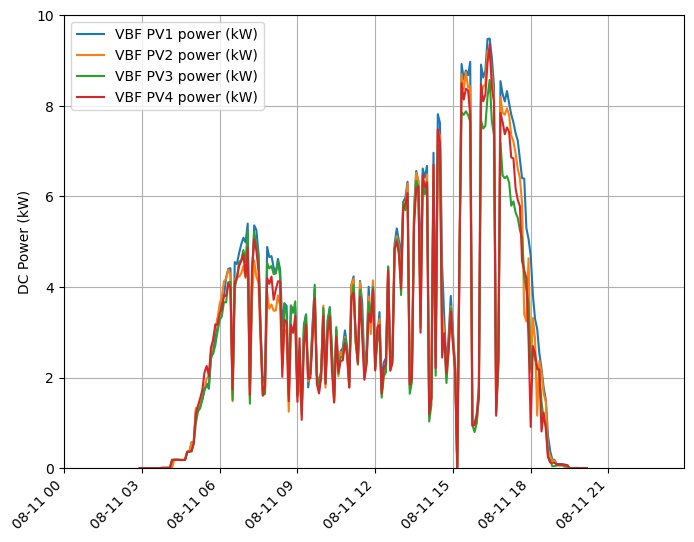 10
8
6
4
2
0
DC Power (kW)
VBF PV1 power (kW)
VBF PV2 power (kW)
VBF PV3 power (kW)
VBF PV4 power (kW)
08-11 00
08-11 03
08-11 06
08-11 09
08-11 12
08-11 15
08-11 18
08-11 21